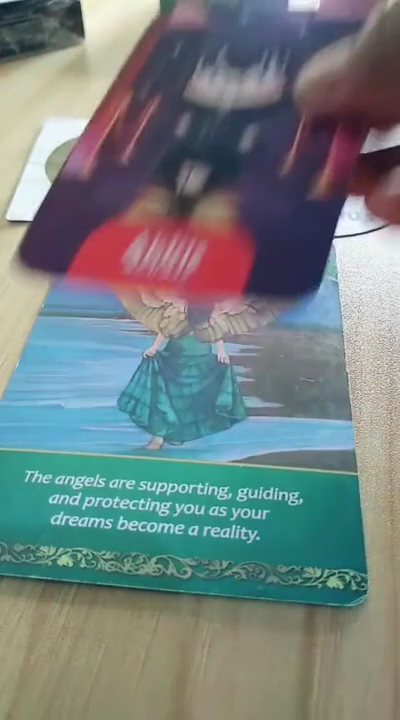 The angels are supporting, guiding,
and protecting you as your
dreams become a reality.